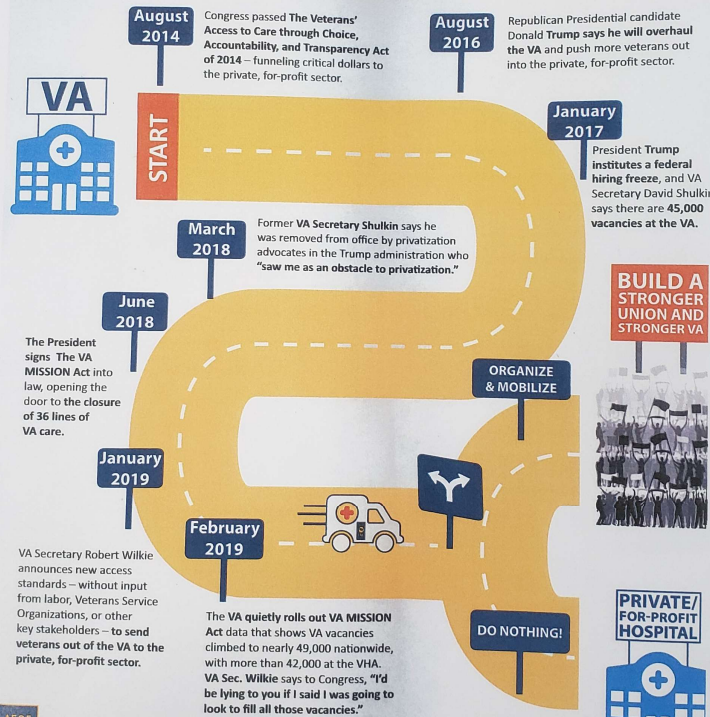 August
2014
Congress passed The Veterans'
Access to Care through Choice,
Accountability, and Transparency Act
of 2014 – funneling critical dollars to
the private, for-profit sector.
August
2016
Republican Presidential candidate
Donald Trump says he will overhaul
the VA and push more veterans out
into the private, for-profit sector.
VA
START
January
2017
President Trump
institutes a federal
hiring freeze, and VA
Secretary David Shulkin
says there are 45,000
vacancies at the VA.
March
2018
Former VA Secretary Shulkin says he
was removed from office by privatization
advocates in the Trump administration who
"saw me as an obstacle to privatization."
June
2018
The President
signs The VA
MISSION Act into
law, opening the
door to the closure
of 36 lines of
VA care.
BUILD A
STRONGER
UNION AND
STRONGER VA
ORGANIZE
& MOBILIZE
January
2019
VA Secretary Robert Wilkie
announces new access
standards – without input
from labor, Veterans Service
Organizations, or other
key stakeholders – to send
veterans out of the VA to the
private, for-profit sector.
February
2019
The VA quietly rolls out VA MISSION
Act data that shows VA vacancies
climbed to nearly 49,000 nationwide,
with more than 42,000 at the VHA.
VA Sec. Wilkie says to Congress, "I'd
be lying to you if I said I was going to
look to fill all those vacancies."
DO NOTHING!
PRIVATE/
FOR-PROFIT
HOSPITAL